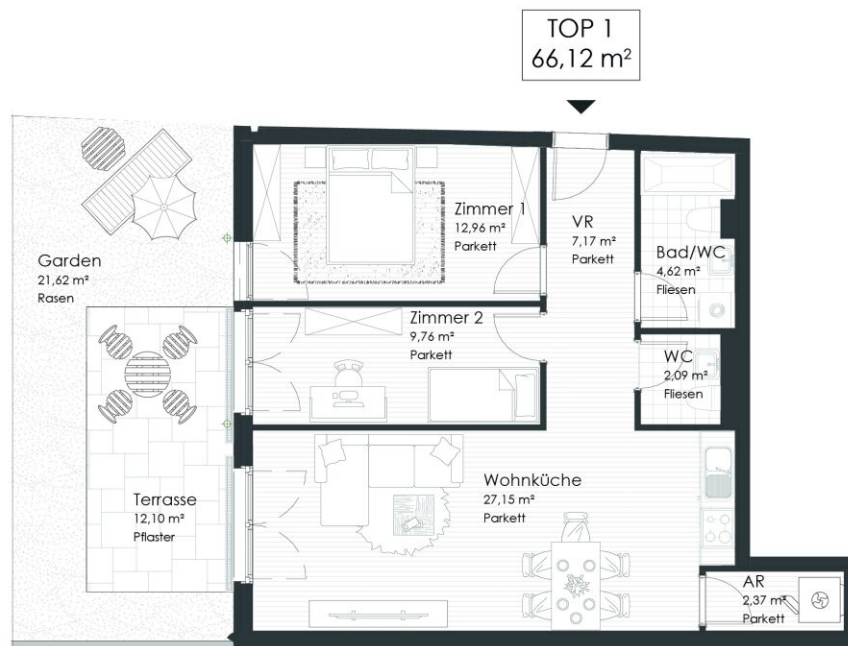 TOP 1
66,12 m²
Zimmer 1
12,96 m²
Parkett
VR
7,17 m²
Parkett
Bad/WC
4,62 m²
Fliesen
Garden
21,62 m²
Rasen
Zimmer 2
9,76 m²
Parkett
WC
2,09 m²
Fliesen
Terrasse
12,10 m²
Pflaster
Wohnküche
27,15 m²
Parkett
AR
2,37 m²
Parkett